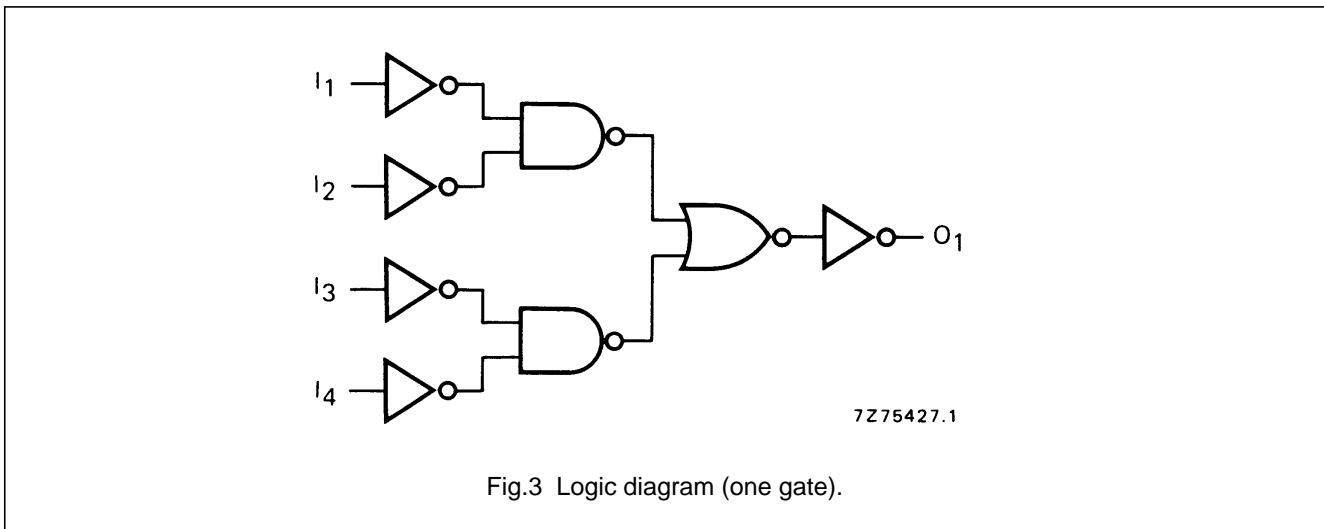 I1
I2
I3
I4
O1
7Z75427.1
Fig.3 Logic diagram (one gate).